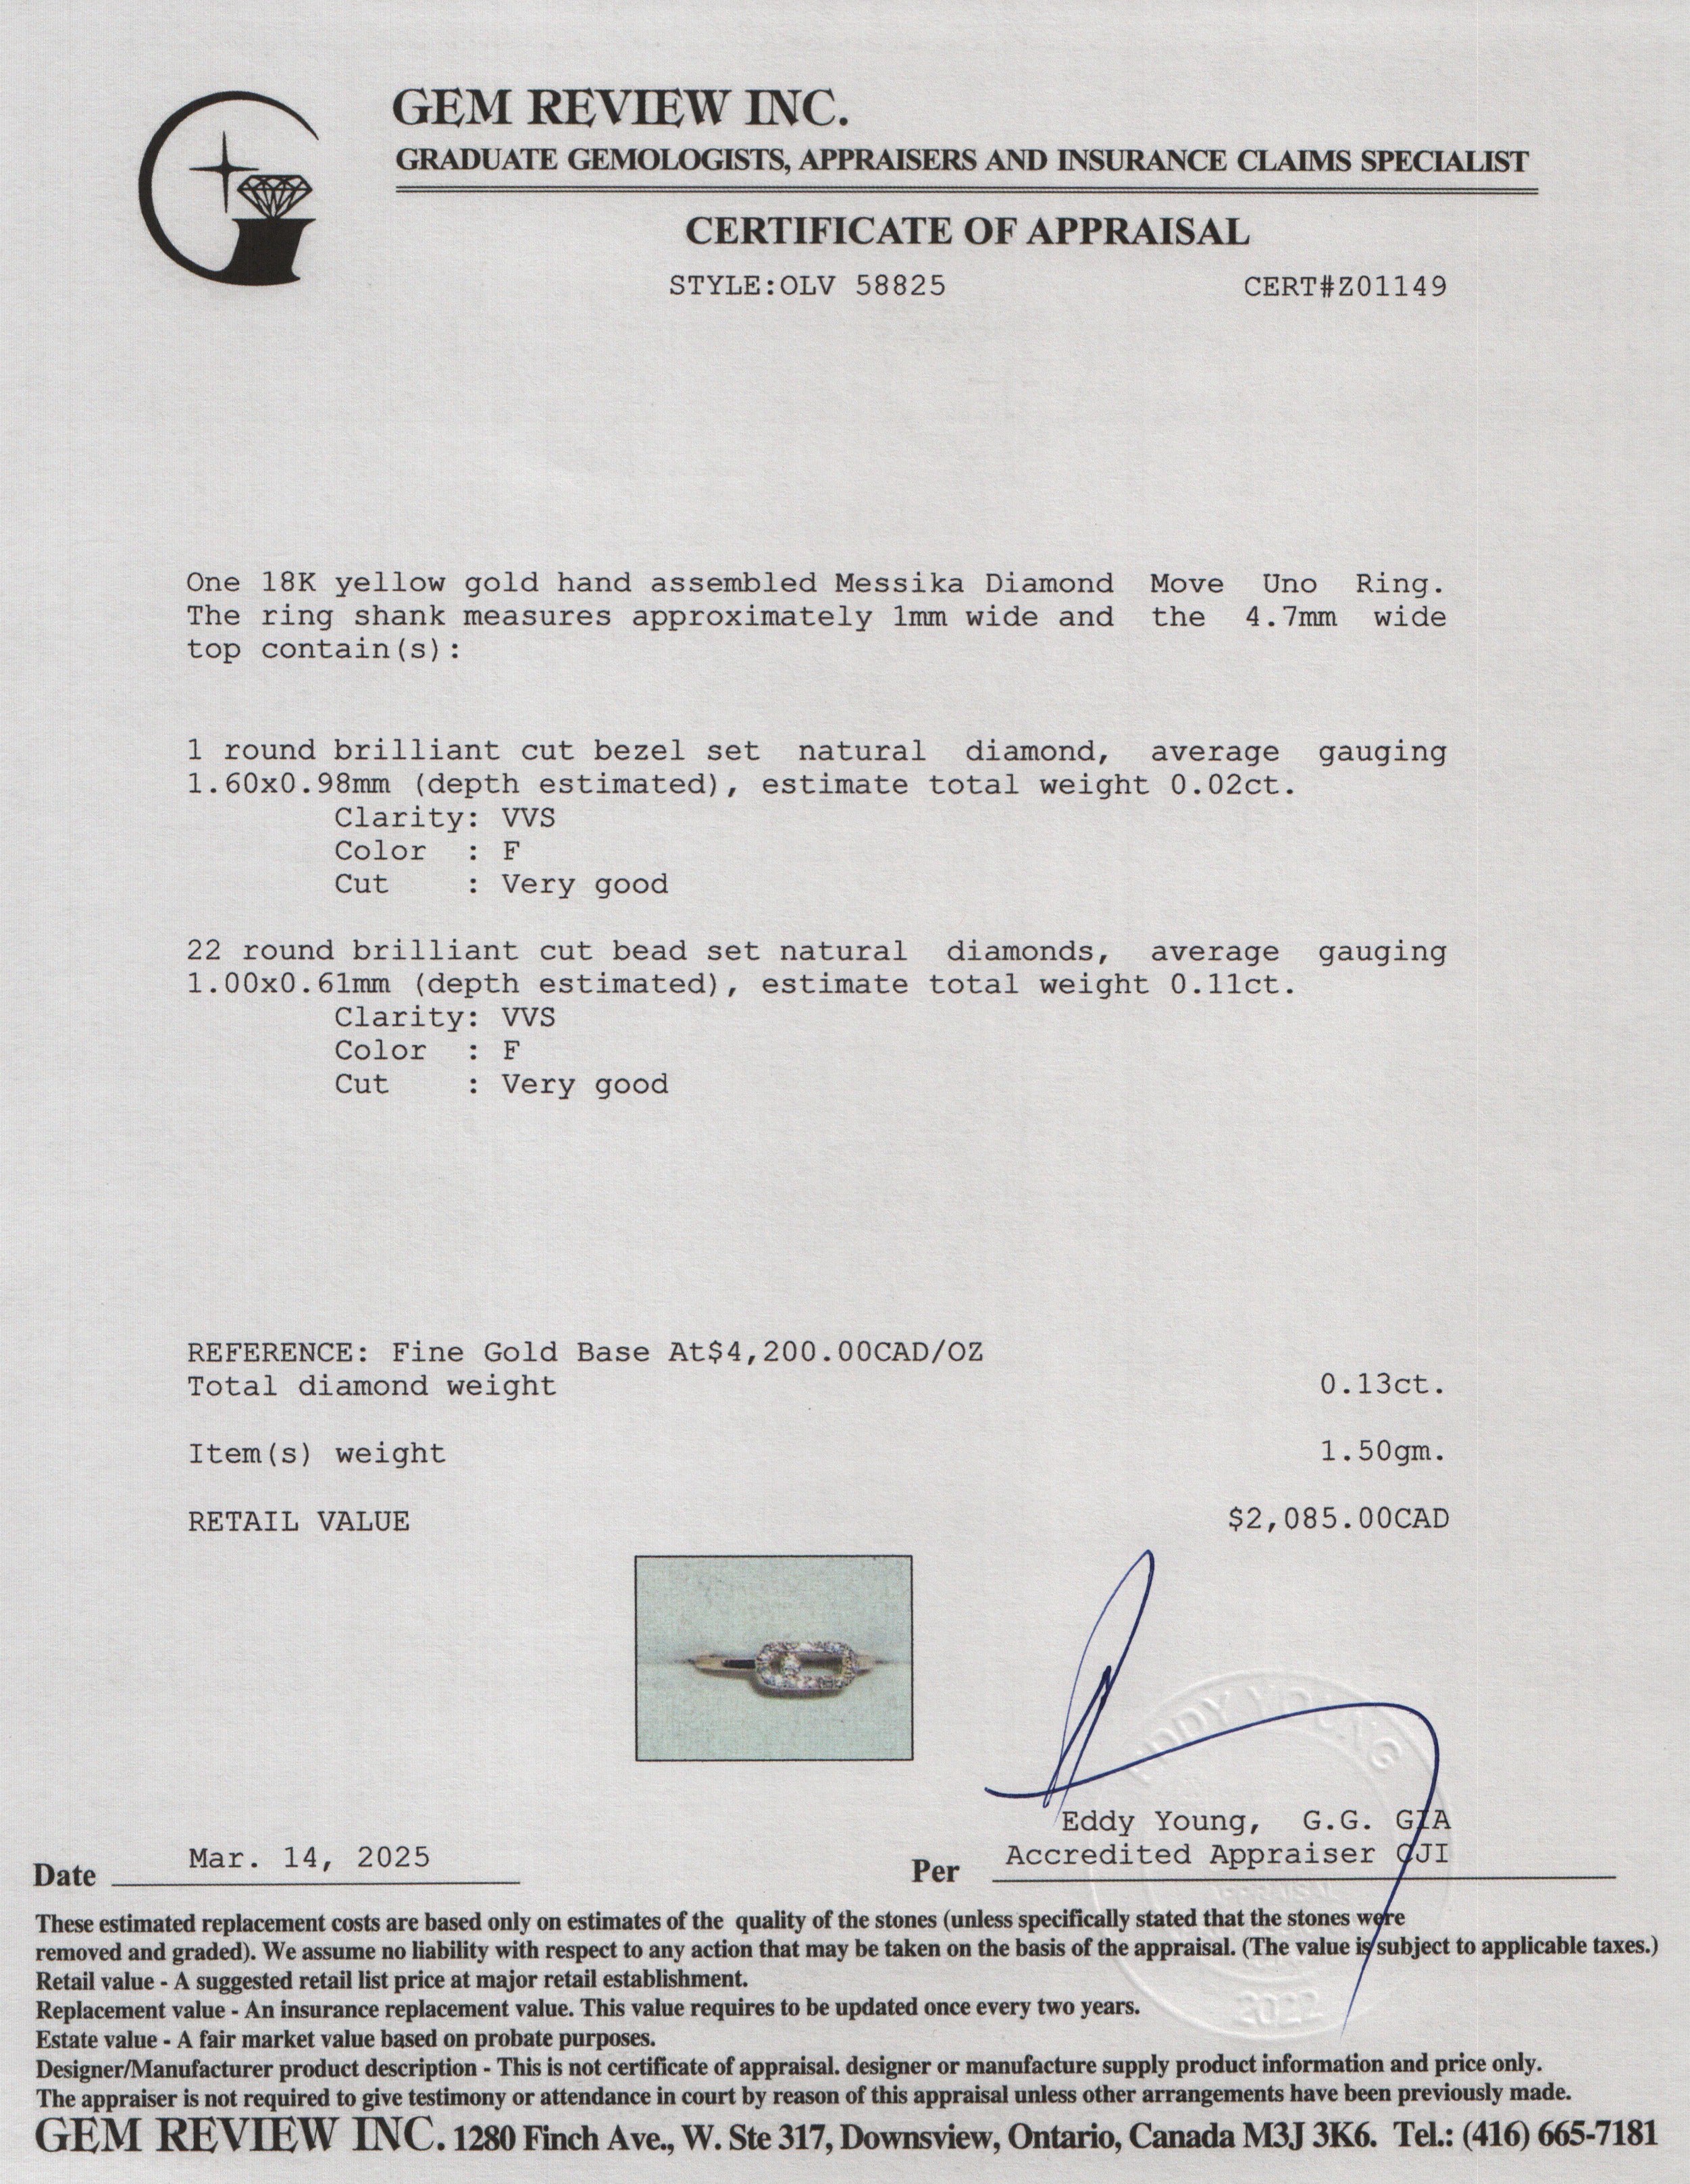 GEM REVIEW INC.
GRADUATE GEMOLOGISTS, APPRAISERS AND INSURANCE CLAIMS SPECIALIST
CERTIFICATE OF APPRAISAL
STYLE:OLV 58825 CERT#Z01149
One 18K yellow gold hand assembled Messika Diamond Move Uno Ring.
The ring shank measures approximately 1mm wide and the 4.7mm wide
top contain(s):
1 round brilliant cut bezel set natural diamond, average gauging
1.60x0.98mm (depth estimated), estimate total weight 0.02ct.
Clarity: VVS
Color : F
Cut : Very good
22 round brilliant cut bead set natural diamonds, average gauging
1.00x0.61mm (depth estimated), estimate total weight 0.11ct.
Clarity: VVS
Color : F
Cut : Very good
REFERENCE: Fine Gold Base At$4,200.00CAD/OZ
Total diamond weight 0.13ct.
Item(s) weight 1.50gm.
RETAIL VALUE $2,085.00CAD
EDDY YOUNG
Eddy Young, G.G. GIA
Accredited Appraiser CJI
Date Mar. 14, 2025 Per
APPRAISAL
These estimated replacement costs are based only on estimates of the quality of the stones (unless specifically stated that the stones were
removed and graded). We assume no liability with respect to any action that may be taken on the basis of the appraisal. (The value is subject to applicable taxes.)
Retail value - A suggested retail list price at major retail establishment.
Replacement value - An insurance replacement value. This value requires to be updated once every two years.
2022
Estate value - A fair market value based on probate purposes.
Designer/Manufacturer product description - This is not certificate of appraisal. designer or manufacture supply product information and price only.
The appraiser is not required to give testimony or attendance in court by reason of this appraisal unless other arrangements have been previously made.
GEM REVIEW INC. 1280 Finch Ave., W. Ste 317, Downsview, Ontario, Canada M3J 3K6. Tel.: (416) 665-7181